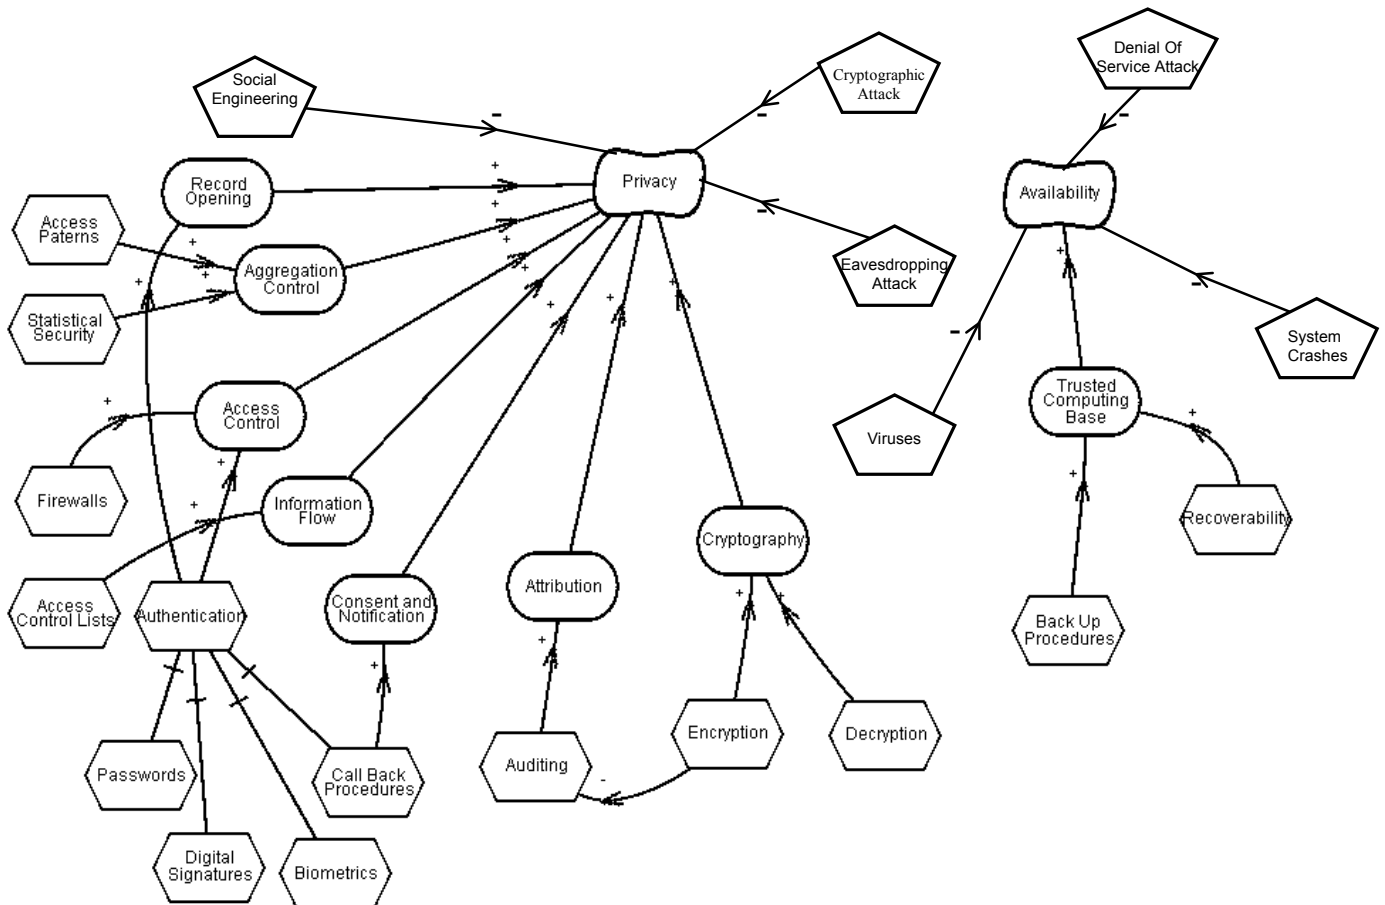 Denial Of
Service Attack
Social
Engineering
Cryptographic
Attack
-
-
-
Record
Opening
+
Privacy
Availability
Access
Paterns
+
-
+
+
+
Eavesdropping
Attack
+
Aggregation
Control
+
+
+
+
+
+
-
Statistical
Security
-
System
Crashes
Trusted
Computing
Base
+
Access
Control
+
Viruses
+
+
Firewalls
+
Information
Flow
Recoverability
Cryptography
Attribution
Access
Control Lists
Authentication
Consent and
Notification
+
+
Back Up
Procedures
+
+
Encryption
Decryption
Passwords
Call Back
Procedures
Auditing
-
Digital
Signatures
Biometrics